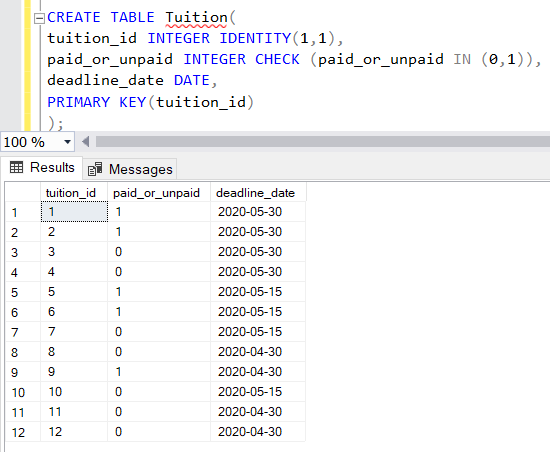 CREATE TABLE Tuition(
tuition_id INTEGER IDENTITY(1,1),
paid_or_unpaid INTEGER CHECK (paid_or_unpaid IN (0,1)),
deadline_date DATE,
PRIMARY KEY(tuition_id)
);
100 %
Results Messages
tuition_id paid_or_unpaid deadline_date
1 1 1 2020-05-30
2 2 1 2020-05-30
3 3 0 2020-05-30
4 4 0 2020-05-30
5 5 1 2020-05-15
6 6 1 2020-05-15
7 7 0 2020-05-15
8 8 0 2020-04-30
9 9 1 2020-04-30
10 10 0 2020-05-15
11 11 0 2020-04-30
12 12 0 2020-04-30